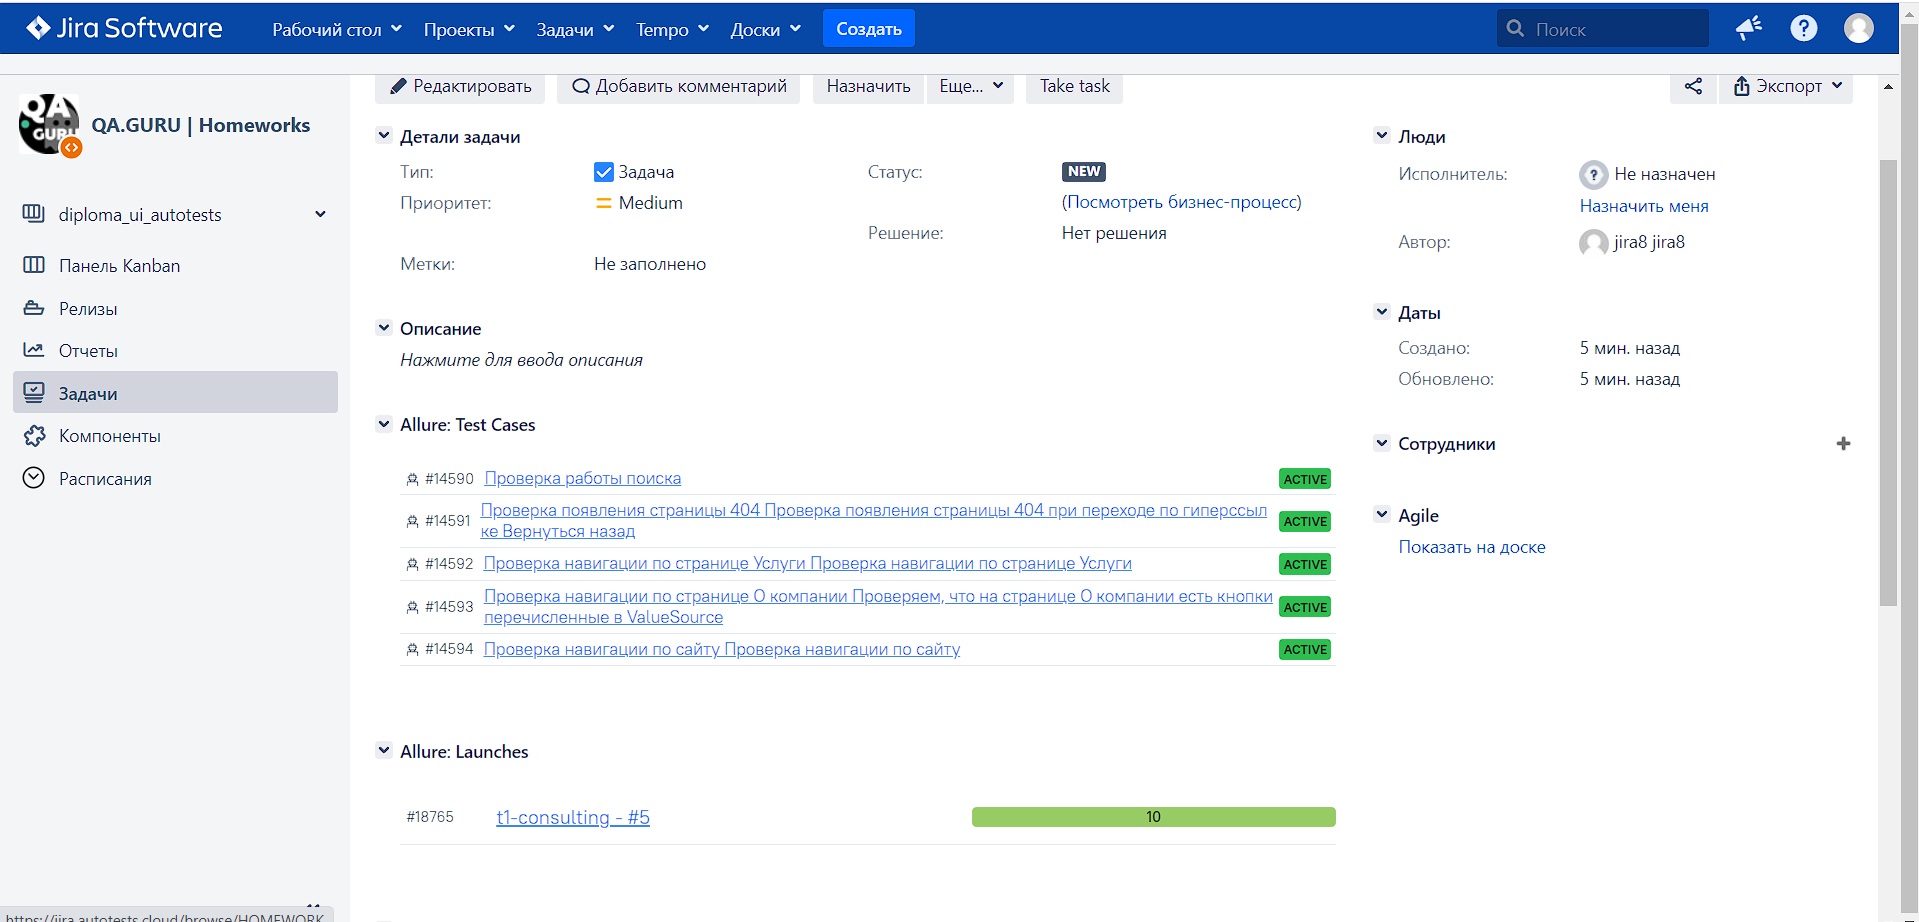 Jira Software
Рабочий стол
Проекты
Задачи
Tempo
Доски
Создать
Поиск
QA GURU
QA.GURU | Homeworks
diploma_ui_autotests
Панель Kanban
Релизы
Отчеты
Задачи
Компоненты
Расписания
Редактировать
Добавить комментарий
Назначить
Еще...
Take task
Экспорт
Детали задачи
Тип: Задача
Приоритет: Medium
Метки: Не заполнено
Статус: NEW
(Посмотреть бизнес-процесс)
Решение: Нет решения
Описание
Нажмите для ввода описания
Allure: Test Cases
#14590 Проверка работы поиска ACTIVE
#14591 Проверка появления страницы 404 Проверка появления страницы 404 при переходе по гиперссыл
ке Вернуться назад ACTIVE
#14592 Проверка навигации по странице Услуги Проверка навигации по странице Услуги ACTIVE
#14593 Проверка навигации по странице О компании Проверяем, что на странице О компании есть кнопки
перечисленные в ValueSource ACTIVE
#14594 Проверка навигации по сайту Проверка навигации по сайту ACTIVE
Allure: Launches
#18765 t1-consulting - #5 10
Люди
Исполнитель: Не назначен
Назначить меня
Автор: jira8 jira8
Даты
Создано: 5 мин. назад
Обновлено: 5 мин. назад
Сотрудники
Agile
Показать на доске
https://jira.autotests.cloud/browse/HOMEWORK